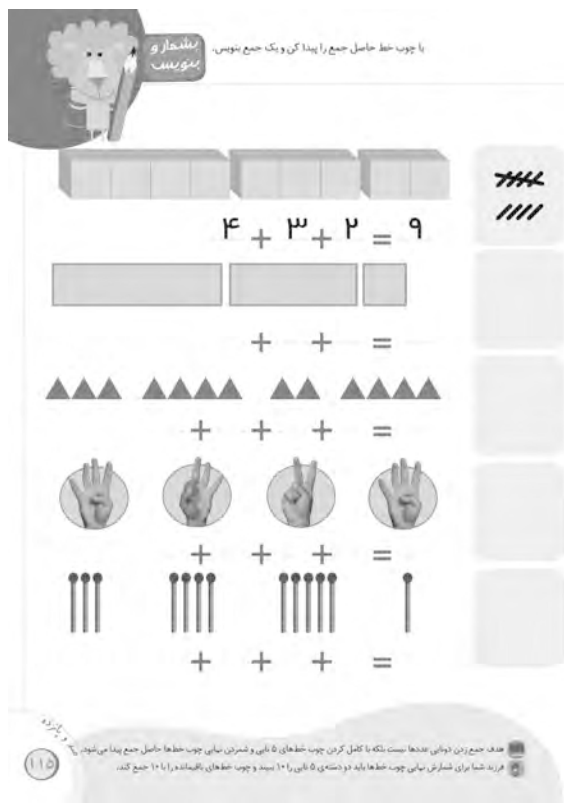 بشمار و
بنویس
با چوب خط حاصل جمع را پیدا کن و یک جمع بنویس.
۴ + ۳ + ۲ = ۹
+ + =
+ + + =
+ + + =
+ + + =
صد و پانزده
۱۱۵
هدف جمع زدن دوتایی عددها نیست بلکه با کامل کردن چوب خط‌های ۵ تایی و شمردن نهایی چوب خط‌ها حاصل جمع پیدا می‌شود.
فرزند شما برای شمارش نهایی چوب خط‌ها باید دو دسته‌ی ۵ تایی را ۱۰ ببیند و چوب خط‌های باقیمانده را با ۱۰ جمع کند.